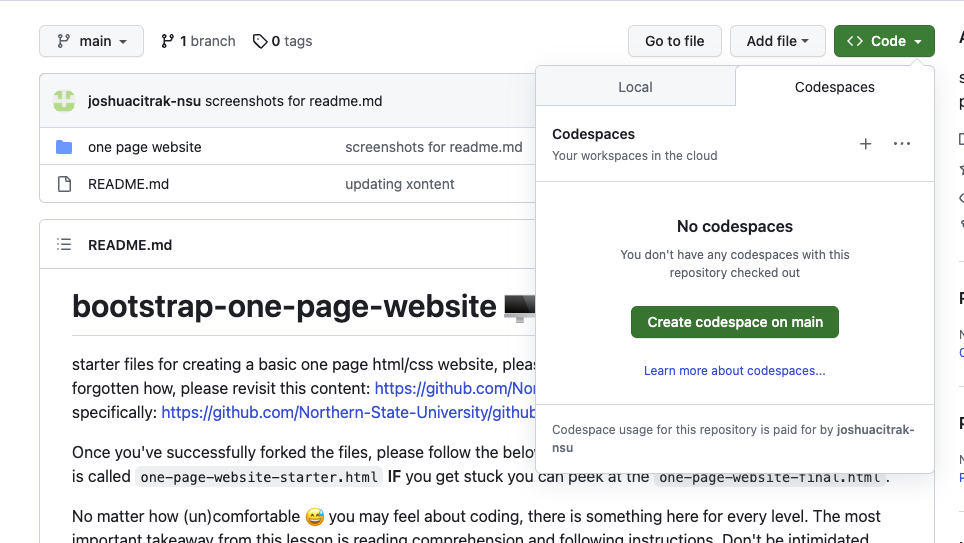 main
1 branch
0 tags
Go to file
Add file
Code
Local
Codespaces
joshuacitrak-nsu screenshots for readme.md
Codespaces
Your workspaces in the cloud
one page website screenshots for readme.md
README.md updating xontent
No codespaces
You don't have any codespaces with this
repository checked out
Create codespace on main
Learn more about codespaces...
Codespace usage for this repository is paid for by joshuacitrak-
nsu
README.md
bootstrap-one-page-website
starter files for creating a basic one page html/css website,
forgotten how, please revisit this content: https://github.com/
specifically: https://github.com/Northern-State-University/
Once you've successfully forked the files, please follow the
is called one-page-website-starter.html IF you get stuck you can peek at the one-page-website-final.html .
No matter how (un)comfortable 😅 you may feel about coding, there is something here for every level. The most
important takeaway from this lesson is reading comprehension and following instructions. Don't be intimidated